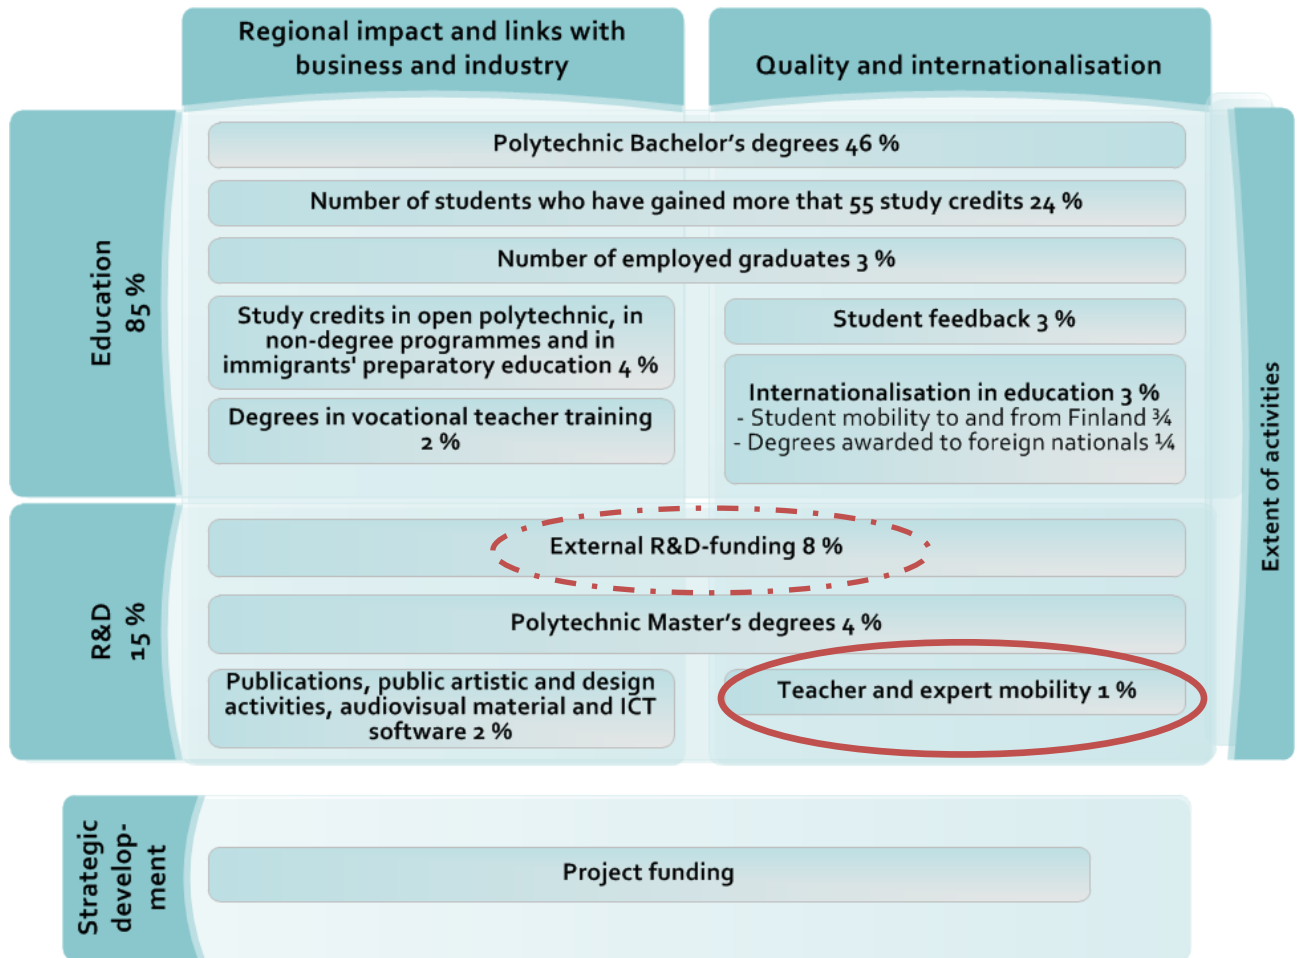 Regional impact and links with
business and industry
Quality and internationalisation
Education
85 %
Polytechnic Bachelor's degrees 46 %
Number of students who have gained more that 55 study credits 24 %
Number of employed graduates 3 %
Study credits in open polytechnic, in
non-degree programmes and in
immigrants' preparatory education 4 %
Degrees in vocational teacher training
2 %
Student feedback 3 %
Internationalisation in education 3 %
- Student mobility to and from Finland ¾
- Degrees awarded to foreign nationals ¼
Extent of activities
R&D
15 %
External R&D-funding 8 %
Polytechnic Master's degrees 4 %
Publications, public artistic and design
activities, audiovisual material and ICT
software 2 %
Teacher and expert mobility 1 %
Strategic
develop-
ment
Project funding